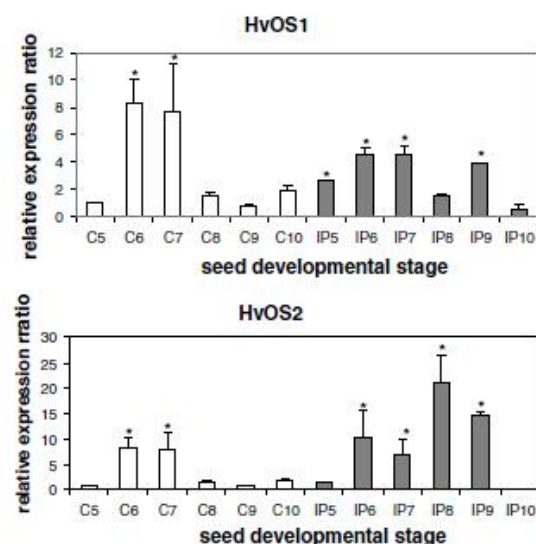 HvOS1
relative expression ratio
12
10
8
6
4
2
0
* * * * * *
C5 C6 C7 C8 C9 C10 IP5 IP6 IP7 IP8 IP9 IP10
seed developmental stage
HvOS2
relative expression rratio
30
25
20
15
10
5
0
* * * * * *
C5 C6 C7 C8 C9 C10 IP5 IP6 IP7 IP8 IP9 IP10
seed developmental stage